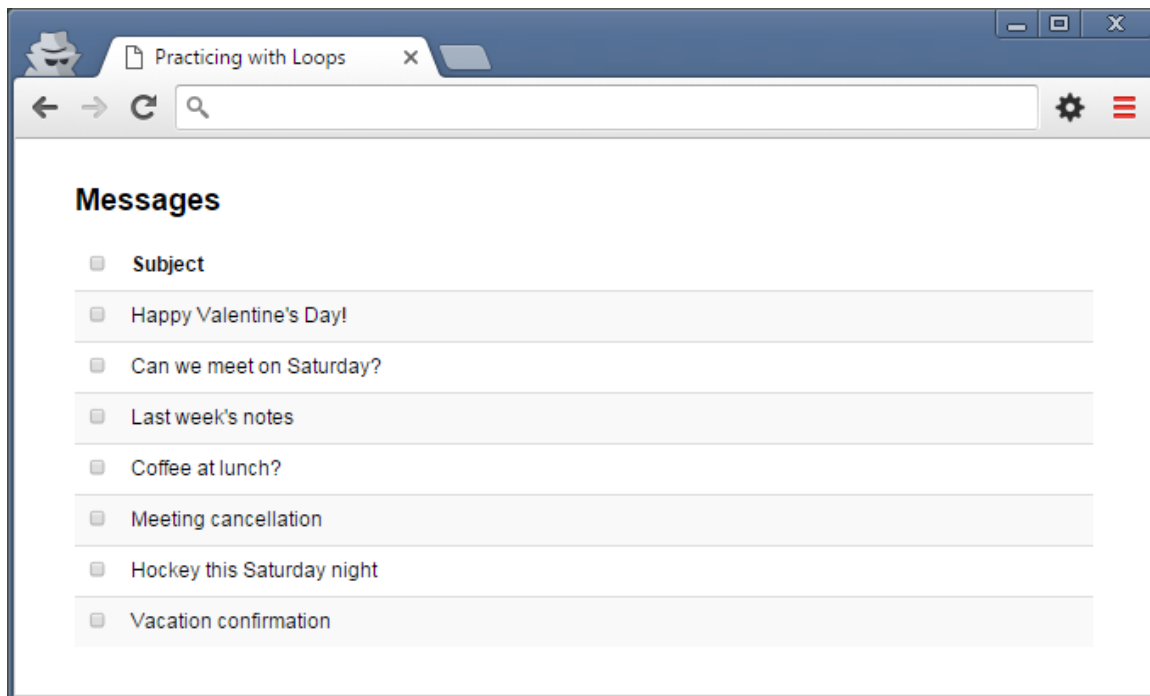 Practicing with Loops
Messages
Subject
Happy Valentine's Day!
Can we meet on Saturday?
Last week's notes
Coffee at lunch?
Meeting cancellation
Hockey this Saturday night
Vacation confirmation